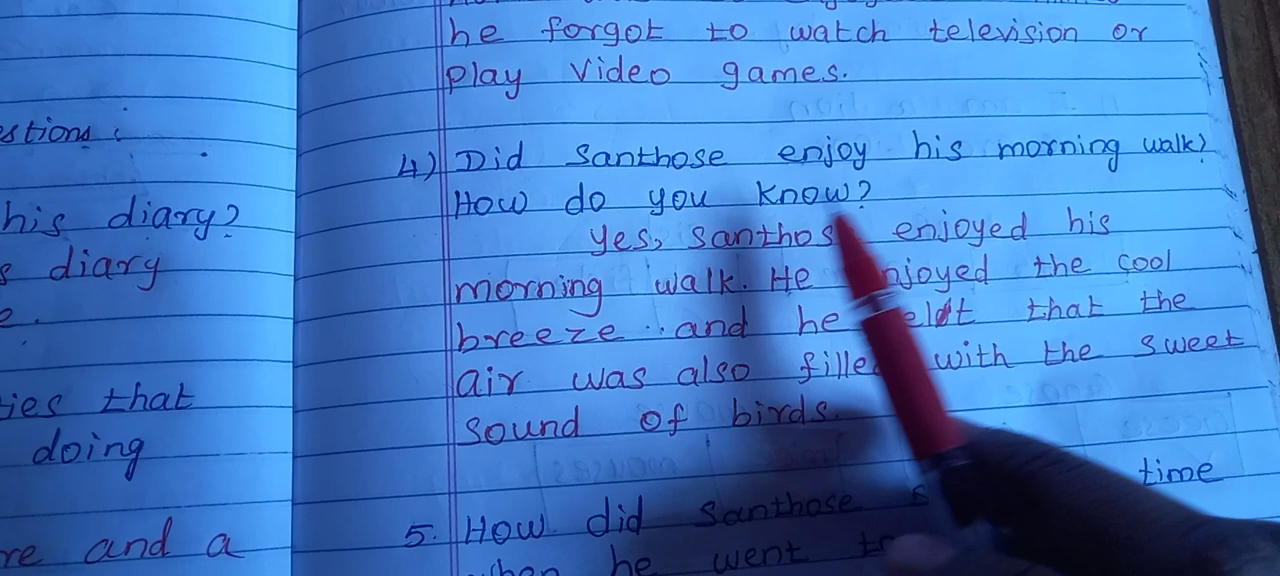 stions:
his diary?
s diary
e.
ies that
doing
re and a
he forgot to watch television or
play video games.
4) Did Santhose enjoy his morning walk?
How do you know?
yes, Santhos enjoyed his
morning walk. He njoyed the cool
breeze and he that the
air was also fille with the sweet
sound of birds.
5. How did Santhose s time
when he went to